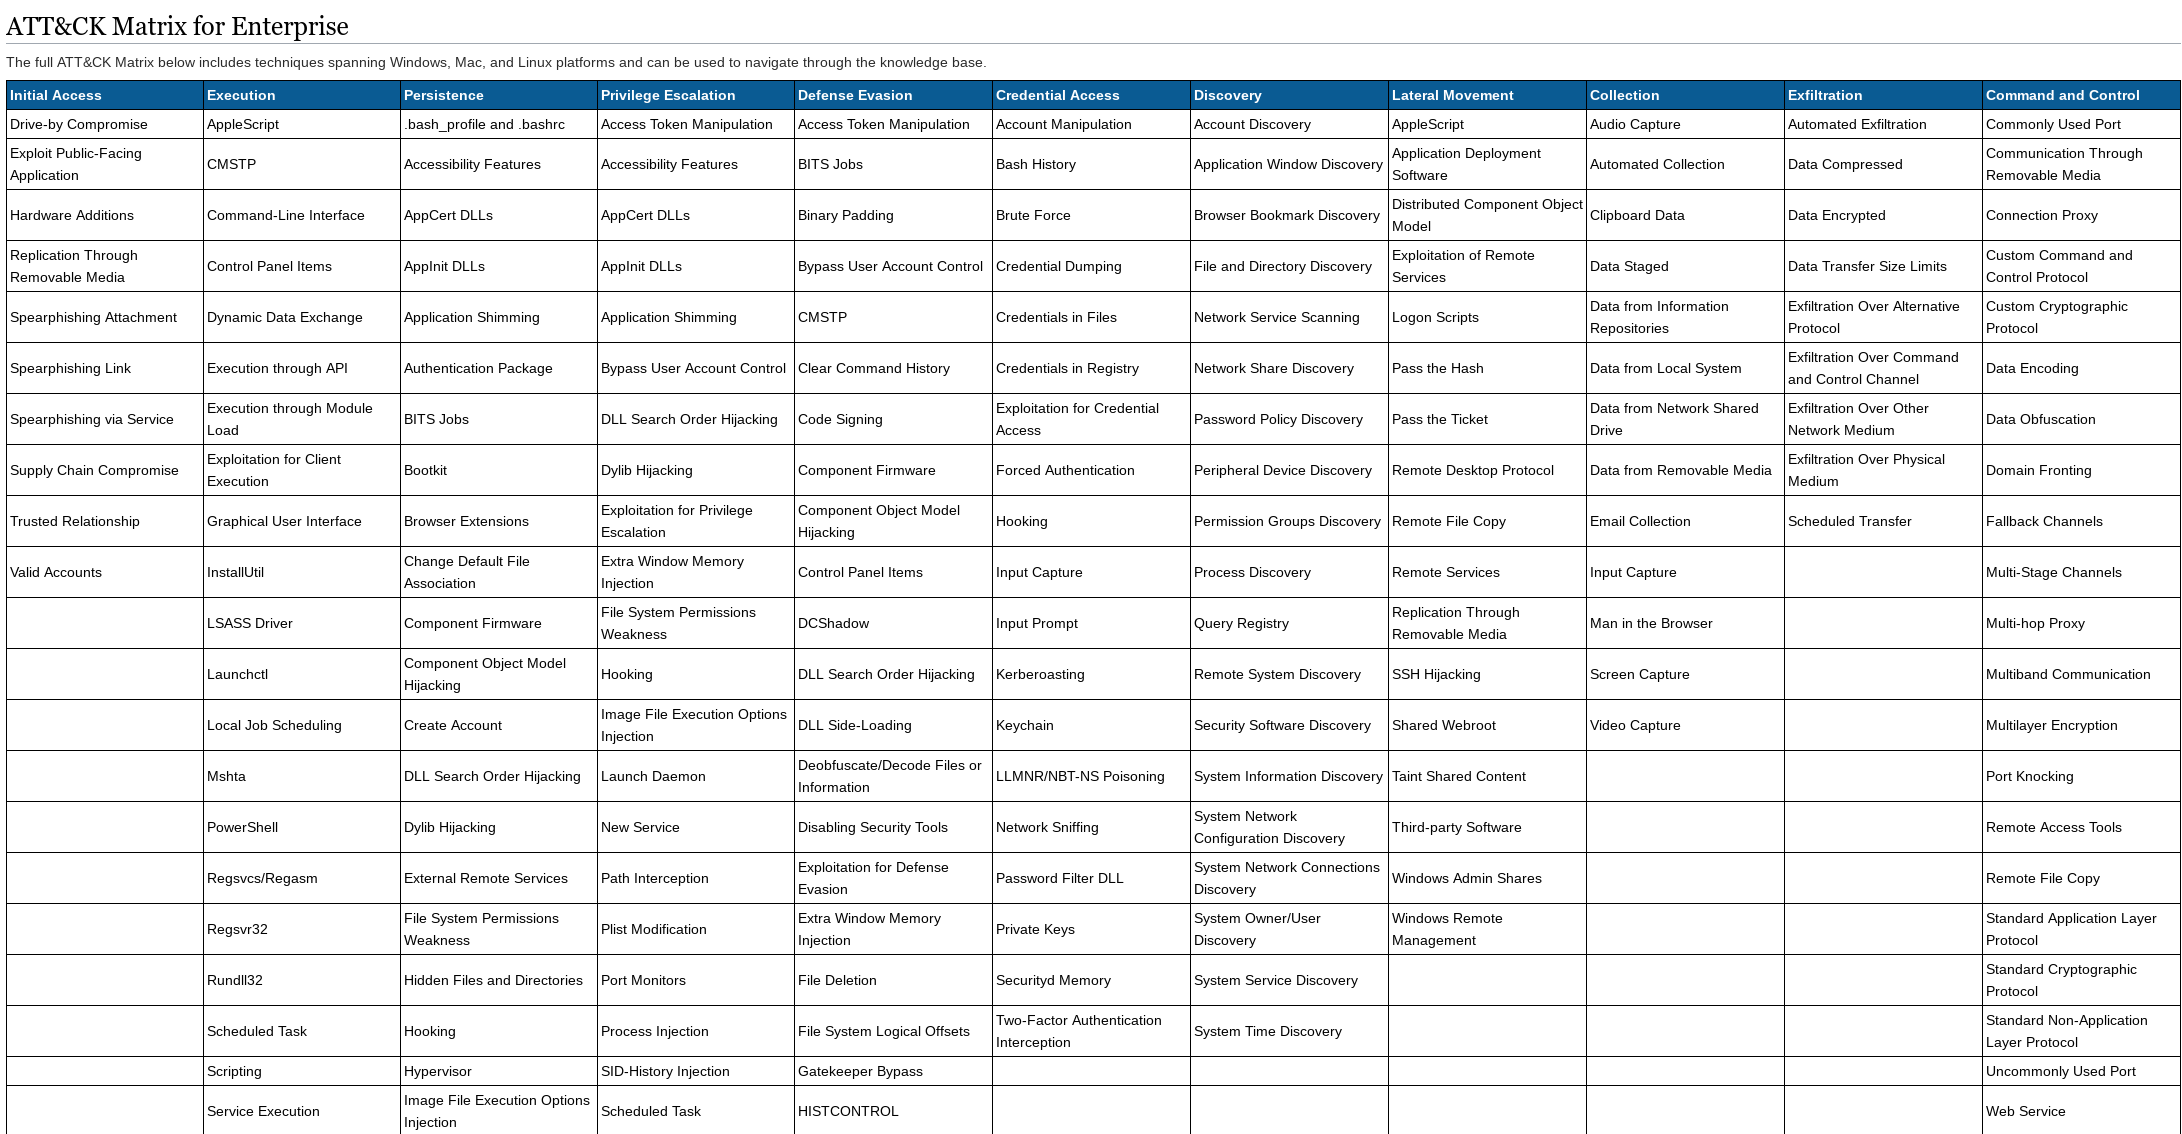 ATT&CK Matrix for Enterprise
The full ATT&CK Matrix below includes techniques spanning Windows, Mac, and Linux platforms and can be used to navigate through the knowledge base.
Initial Access Execution Persistence Privilege Escalation Defense Evasion Credential Access Discovery Lateral Movement Collection Exfiltration Command and Control
Drive-by Compromise AppleScript .bash_profile and .bashrc Access Token Manipulation Access Token Manipulation Account Manipulation Account Discovery AppleScript Audio Capture Automated Exfiltration Commonly Used Port
Exploit Public-Facing Application CMSTP Accessibility Features Accessibility Features BITS Jobs Bash History Application Window Discovery Application Deployment Software Automated Collection Data Compressed Communication Through Removable Media
Hardware Additions Command-Line Interface AppCert DLLs AppCert DLLs Binary Padding Brute Force Browser Bookmark Discovery Distributed Component Object Model Clipboard Data Data Encrypted Connection Proxy
Replication Through Removable Media Control Panel Items AppInit DLLs AppInit DLLs Bypass User Account Control Credential Dumping File and Directory Discovery Exploitation of Remote Services Data Staged Data Transfer Size Limits Custom Command and Control Protocol
Spearphishing Attachment Dynamic Data Exchange Application Shimming Application Shimming CMSTP Credentials in Files Network Service Scanning Logon Scripts Data from Information Repositories Exfiltration Over Alternative Protocol Custom Cryptographic Protocol
Spearphishing Link Execution through API Authentication Package Bypass User Account Control Clear Command History Credentials in Registry Network Share Discovery Pass the Hash Data from Local System Exfiltration Over Command and Control Channel Data Encoding
Spearphishing via Service Execution through Module Load BITS Jobs DLL Search Order Hijacking Code Signing Exploitation for Credential Access Password Policy Discovery Pass the Ticket Data from Network Shared Drive Exfiltration Over Other Network Medium Data Obfuscation
Supply Chain Compromise Exploitation for Client Execution Bootkit Dylib Hijacking Component Firmware Forced Authentication Peripheral Device Discovery Remote Desktop Protocol Data from Removable Media Exfiltration Over Physical Medium Domain Fronting
Trusted Relationship Graphical User Interface Browser Extensions Exploitation for Privilege Escalation Component Object Model Hijacking Hooking Permission Groups Discovery Remote File Copy Email Collection Scheduled Transfer Fallback Channels
Valid Accounts InstallUtil Change Default File Association Extra Window Memory Injection Control Panel Items Input Capture Process Discovery Remote Services Input Capture Multi-Stage Channels
LSASS Driver Component Firmware File System Permissions Weakness DCShadow Input Prompt Query Registry Replication Through Removable Media Man in the Browser Multi-hop Proxy
Launchctl Component Object Model Hijacking Hooking DLL Search Order Hijacking Kerberoasting Remote System Discovery SSH Hijacking Screen Capture Multiband Communication
Local Job Scheduling Create Account Image File Execution Options Injection DLL Side-Loading Keychain Security Software Discovery Shared Webroot Video Capture Multilayer Encryption
Mshta DLL Search Order Hijacking Launch Daemon Deobfuscate/Decode Files or Information LLMNR/NBT-NS Poisoning System Information Discovery Taint Shared Content Port Knocking
PowerShell Dylib Hijacking New Service Disabling Security Tools Network Sniffing System Network Configuration Discovery Third-party Software Remote Access Tools
Regsvcs/Regasm External Remote Services Path Interception Exploitation for Defense Evasion Password Filter DLL System Network Connections Discovery Windows Admin Shares Remote File Copy
Regsvr32 File System Permissions Weakness Plist Modification Extra Window Memory Injection Private Keys System Owner/User Discovery Windows Remote Management Standard Application Layer Protocol
Rundll32 Hidden Files and Directories Port Monitors File Deletion Securityd Memory System Service Discovery Standard Cryptographic Protocol
Scheduled Task Hooking Process Injection File System Logical Offsets Two-Factor Authentication Interception System Time Discovery Standard Non-Application Layer Protocol
Scripting Hypervisor SID-History Injection Gatekeeper Bypass Uncommonly Used Port
Service Execution Image File Execution Options Injection Scheduled Task HISTCONTROL Web Service